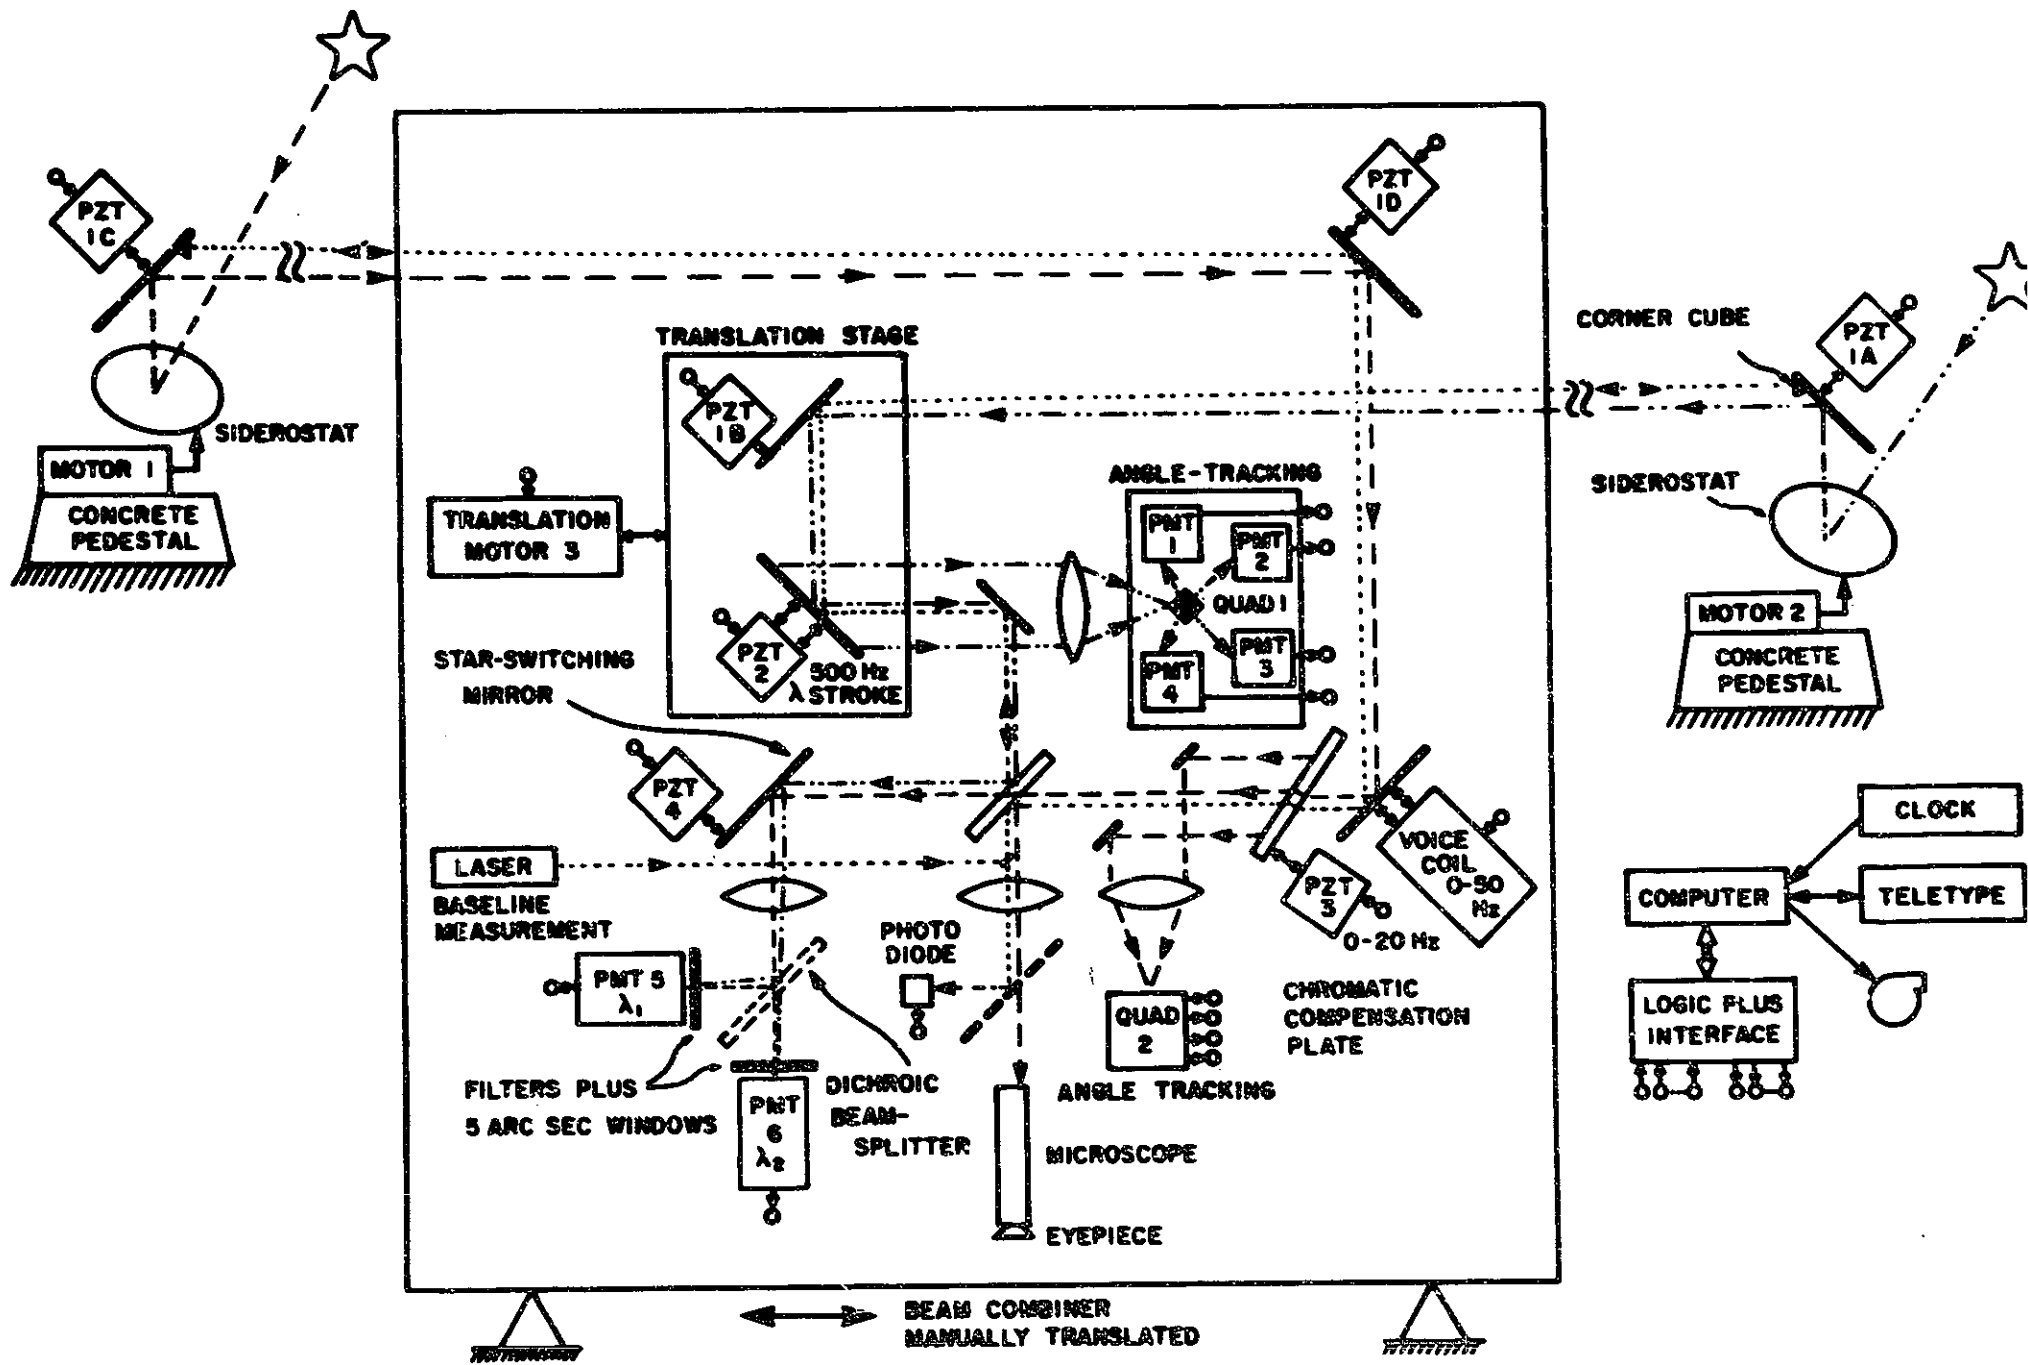 PZT
1C
PZT
1D
TRANSLATION STAGE
CORNER CUBE
PZT
1A
PZT
1B
SIDEROSTAT
MOTOR 1
CONCRETE
PEDESTAL
ANGLE-TRACKING
SIDEROSTAT
TRANSLATION
MOTOR 3
PMT
1
PMT
2
QUAD 1
PMT
3
PMT
4
MOTOR 2
CONCRETE
PEDESTAL
PZT
2
500 Hz
λ STROKE
STAR-SWITCHING
MIRROR
PZT
4
VOICE
COIL
0-50
Hz
CLOCK
LASER
BASELINE
MEASUREMENT
PZT
3
0-20 Hz
COMPUTER
TELETYPE
PHOTO
DIODE
PMT 5
λ1
QUAD
2
CHROMATIC
COMPENSATION
PLATE
LOGIC PLUS
INTERFACE
FILTERS PLUS
5 ARC SEC WINDOWS
PMT
6
λ2
DICHROIC
BEAM-
SPLITTER
ANGLE TRACKING
MICROSCOPE
EYEPIECE
BEAM COMBINER
MANUALLY TRANSLATED